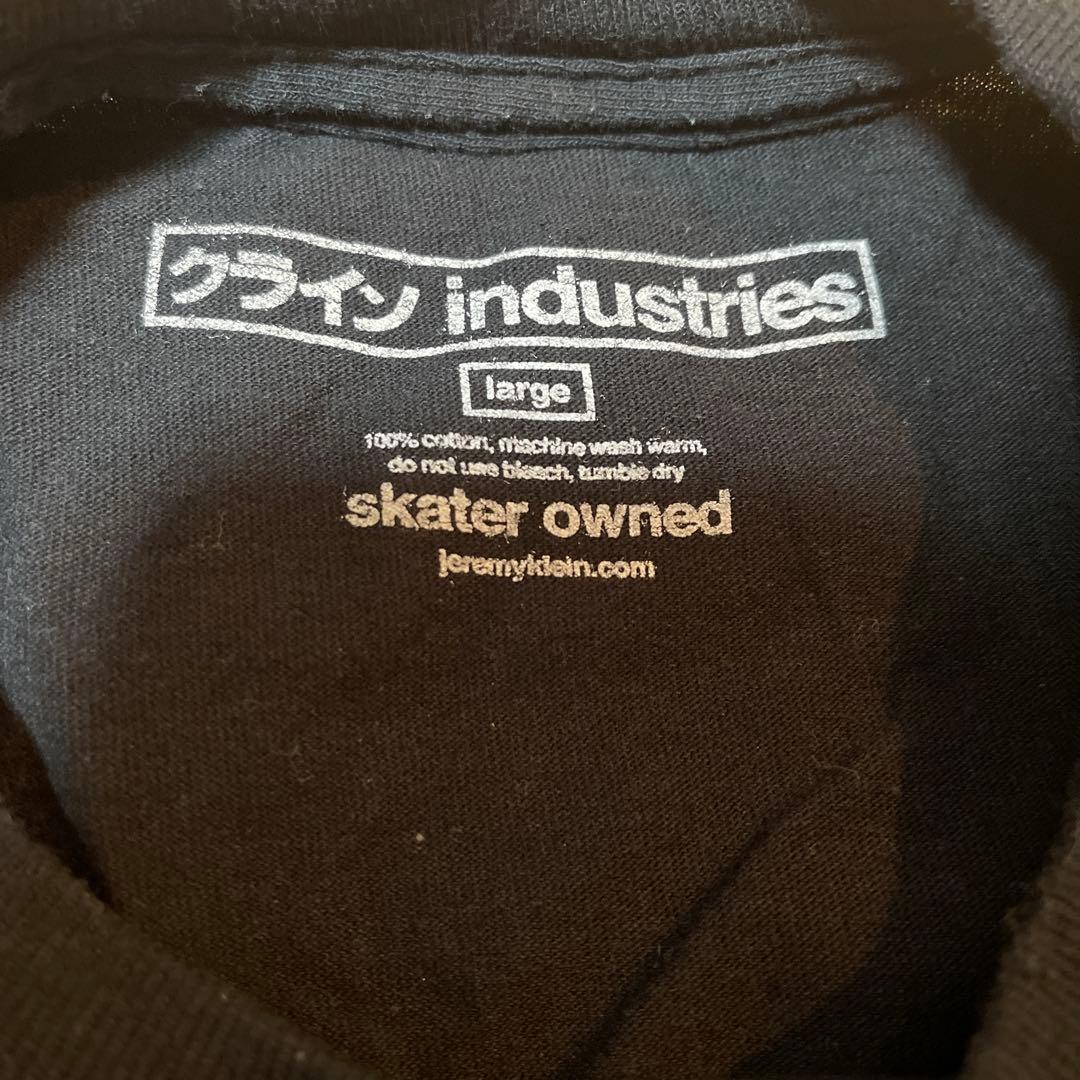 クライン industries
large
100% cotton, machine wash warm,
do not use bleach, tumble dry
skater owned
jeremyklein.com